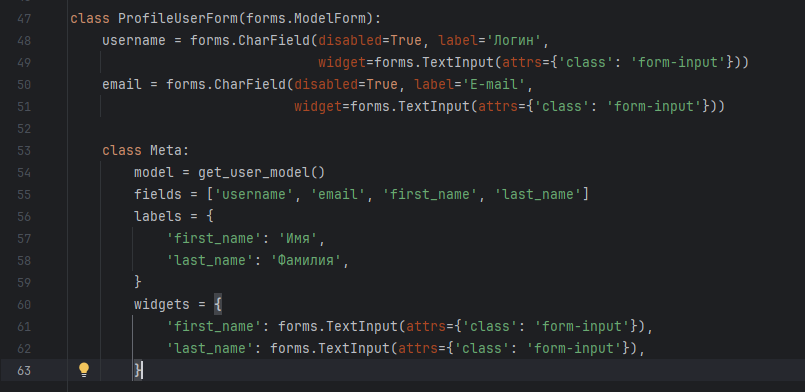 47 class ProfileUserForm(forms.ModelForm):
48     username = forms.CharField(disabled=True, label='Логин',
49                                widget=forms.TextInput(attrs={'class': 'form-input'}))
50     email = forms.CharField(disabled=True, label='E-mail',
51                             widget=forms.TextInput(attrs={'class': 'form-input'}))
52
53     class Meta:
54         model = get_user_model()
55         fields = ['username', 'email', 'first_name', 'last_name']
56         labels = {
57             'first_name': 'Имя',
58             'last_name': 'Фамилия',
59         }
60         widgets = {
61             'first_name': forms.TextInput(attrs={'class': 'form-input'}),
62             'last_name': forms.TextInput(attrs={'class': 'form-input'}),
63         }